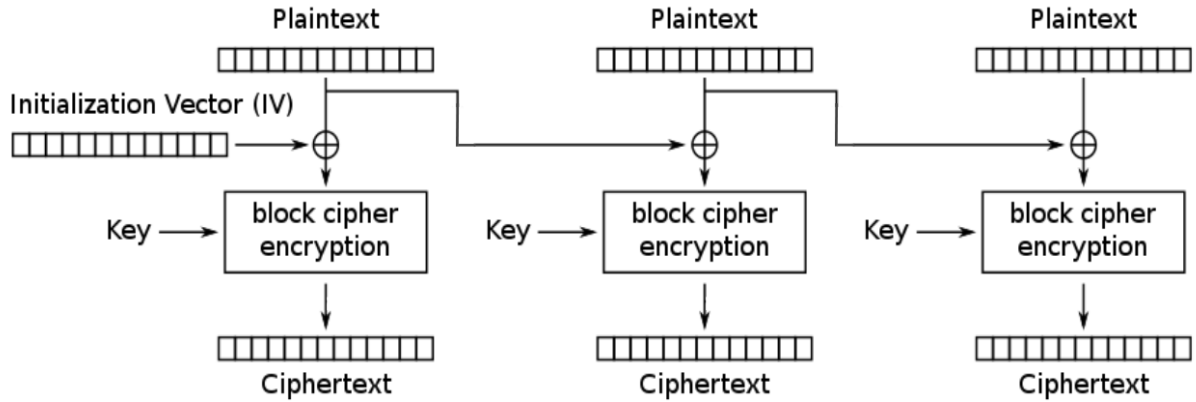 Plaintext
Plaintext
Plaintext
Initialization Vector (IV)
Key
block cipher
encryption
Key
block cipher
encryption
Key
block cipher
encryption
Ciphertext
Ciphertext
Ciphertext